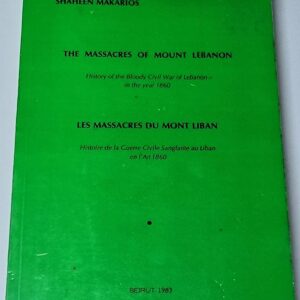 SHAHEEN MAKARIOS
THE MASSACRES OF MOUNT LEBANON
History of the Bloody Civil War of Lebanon
in the year 1860
LES MASSACRES DU MONT LIBAN
Histoire de la Guerre Civile Sanglante au Liban
en l'An 1860
BEIRUT 1983